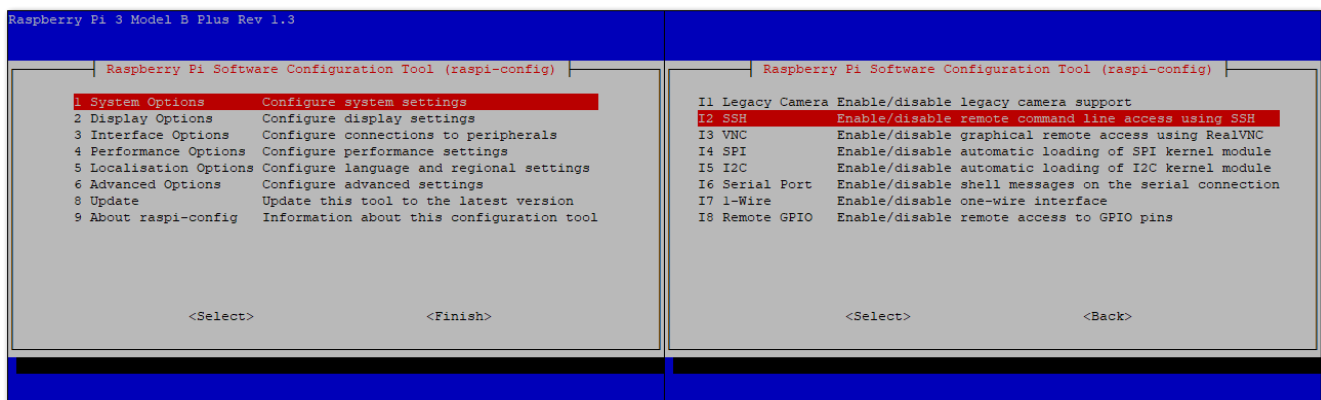 Raspberry Pi 3 Model B Plus Rev 1.3
Raspberry Pi Software Configuration Tool (raspi-config)
1 System Options Configure system settings
2 Display Options Configure display settings
3 Interface Options Configure connections to peripherals
4 Performance Options Configure performance settings
5 Localisation Options Configure language and regional settings
6 Advanced Options Configure advanced settings
8 Update Update this tool to the latest version
9 About raspi-config Information about this configuration tool
<Select> <Finish>
Raspberry Pi Software Configuration Tool (raspi-config)
I1 Legacy Camera Enable/disable legacy camera support
I2 SSH Enable/disable remote command line access using SSH
I3 VNC Enable/disable graphical remote access using RealVNC
I4 SPI Enable/disable automatic loading of SPI kernel module
I5 I2C Enable/disable automatic loading of I2C kernel module
I6 Serial Port Enable/disable shell messages on the serial connection
I7 1-Wire Enable/disable one-wire interface
I8 Remote GPIO Enable/disable remote access to GPIO pins
<Select> <Back>